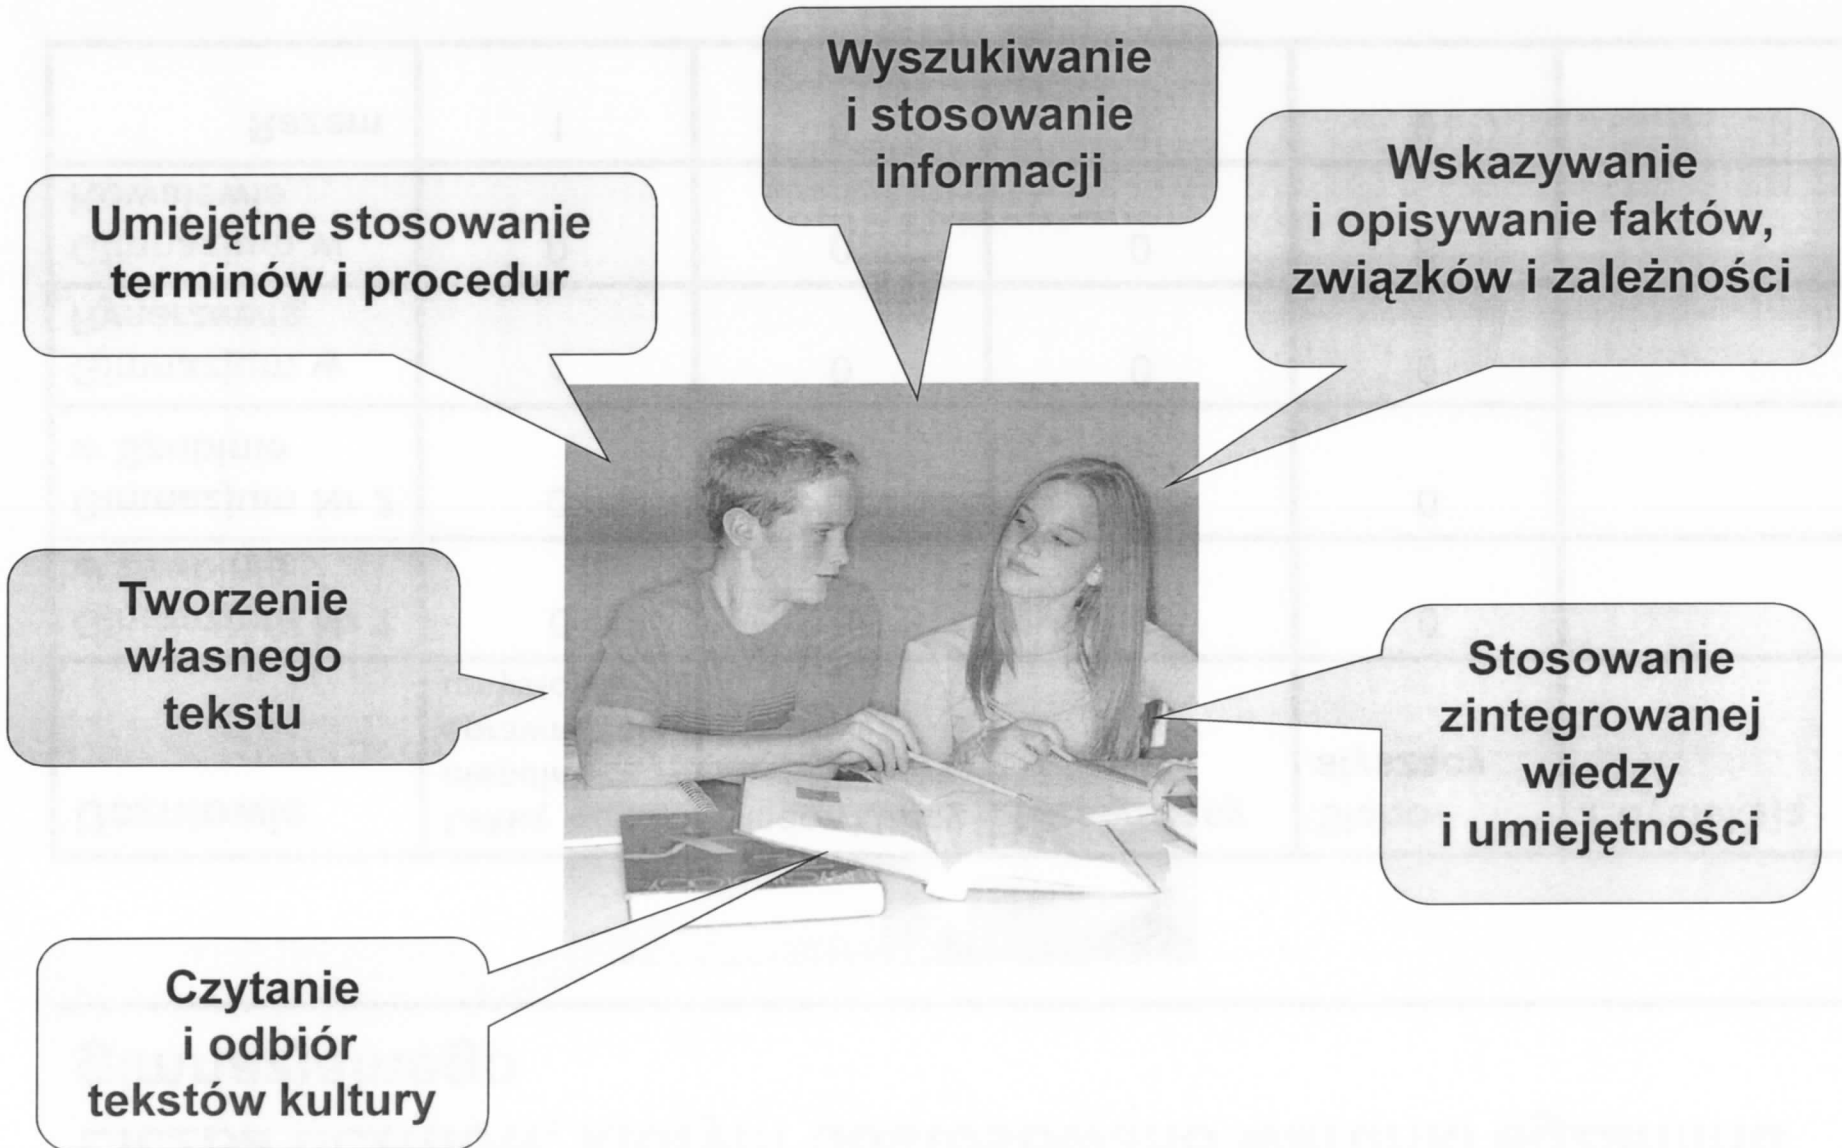 Wyszukiwanie
i stosowanie
informacji
Wskazywanie
i opisywanie faktów,
związków i zależności
Umiejętne stosowanie
terminów i procedur
Tworzenie
własnego
tekstu
Stosowanie
zintegrowanej
wiedzy
i umiejętności
Czytanie
i odbiór
tekstów kultury